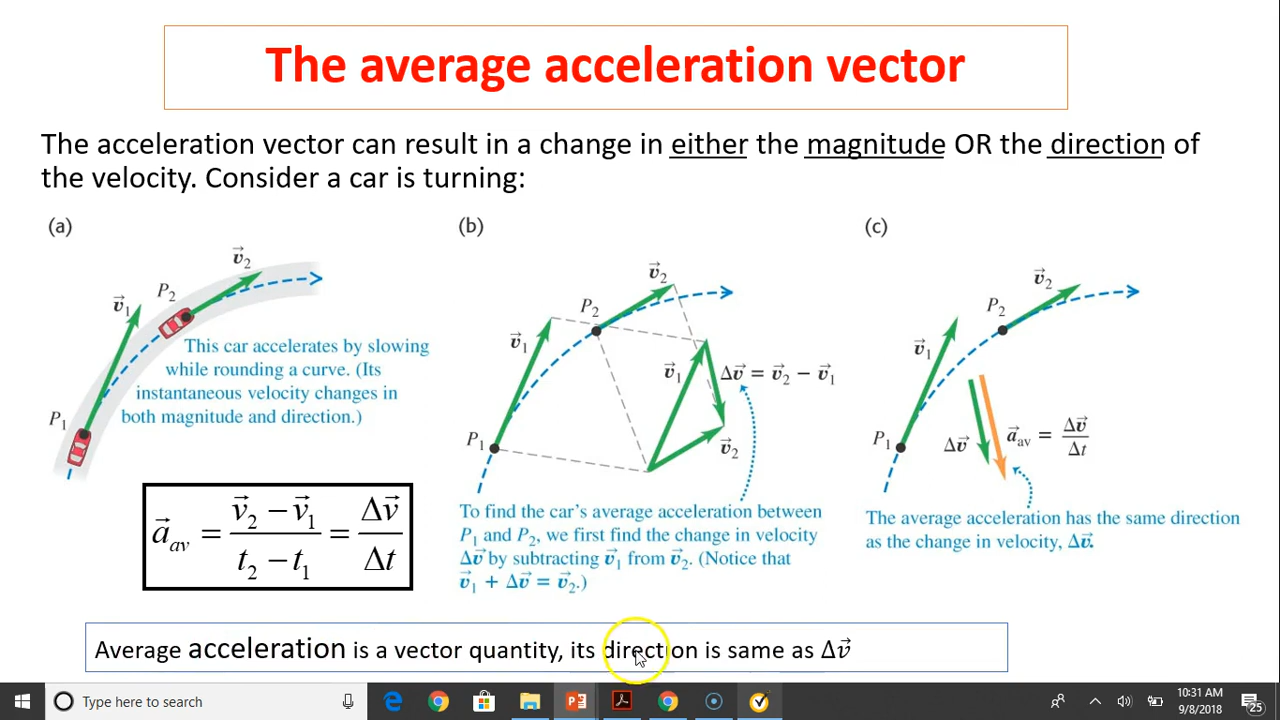 The average acceleration vector
The acceleration vector can result in a change in either the magnitude OR the direction of
the velocity. Consider a car is turning:
(a)
v⃗₂
P₂
v⃗₁
This car accelerates by slowing
while rounding a curve. (Its
instantaneous velocity changes in
both magnitude and direction.)
P₁
a⃗av = (v⃗₂ − v⃗₁)/(t₂ − t₁) = Δv⃗/Δt
(b)
v⃗₂
P₂
v⃗₁
v⃗₁ Δv⃗ = v⃗₂ − v⃗₁
P₁
v⃗₂
To find the car's average acceleration between
P₁ and P₂, we first find the change in velocity
Δv⃗ by subtracting v⃗₁ from v⃗₂. (Notice that
v⃗₁ + Δv⃗ = v⃗₂.)
(c)
v⃗₂
P₂
v⃗₁
P₁
Δv⃗
a⃗av = Δv⃗/Δt
The average acceleration has the same direction
as the change in velocity, Δv⃗.
Average acceleration is a vector quantity, its direction is same as Δv⃗
Type here to search
10:31 AM
9/8/2018
25